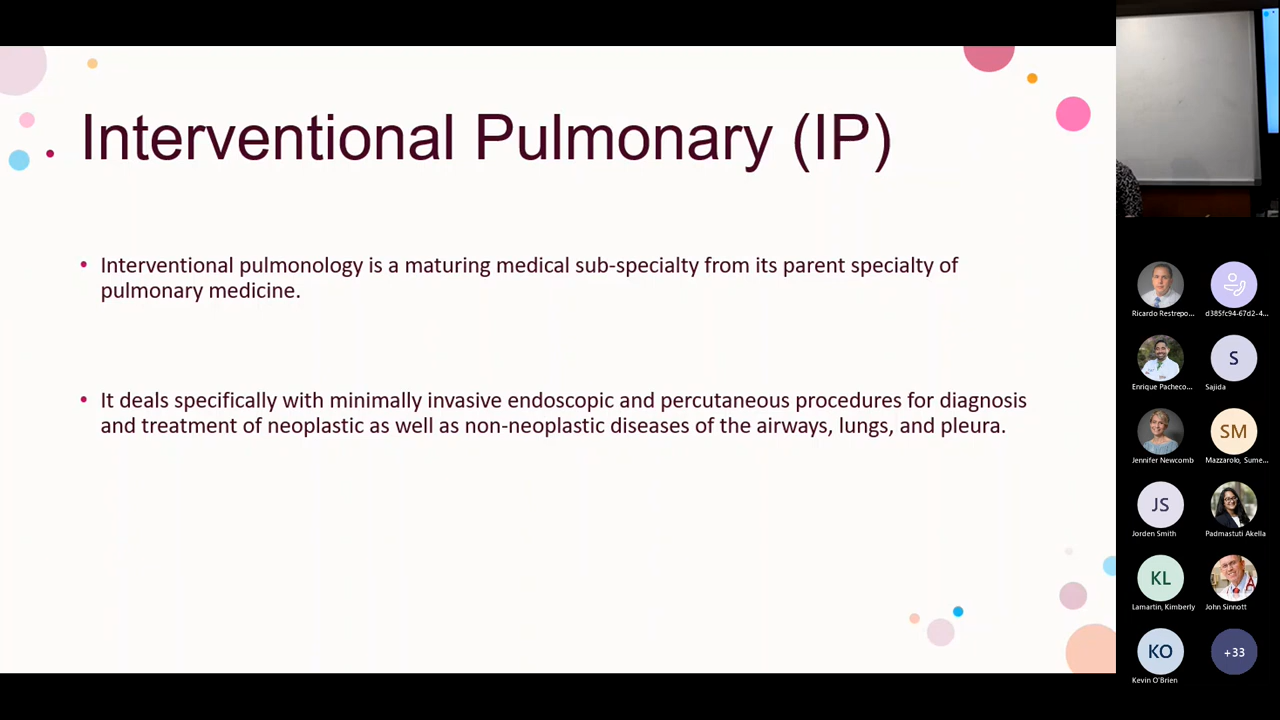 Interventional Pulmonary (IP)
• Interventional pulmonology is a maturing medical sub-specialty from its parent specialty of
pulmonary medicine.
• It deals specifically with minimally invasive endoscopic and percutaneous procedures for diagnosis
and treatment of neoplastic as well as non-neoplastic diseases of the airways, lungs, and pleura.
Ricardo Restrepo...
d385fc94-67d2-4...
Enrique Pacheco...
S
Sajida
Jennifer Newcomb
SM
Mazzarolo, Sume...
JS
Jorden Smith
Padmastuti Akella
KL
Lamartin, Kimberly
A
John Sinnott
KO
Kevin O'Brien
+33